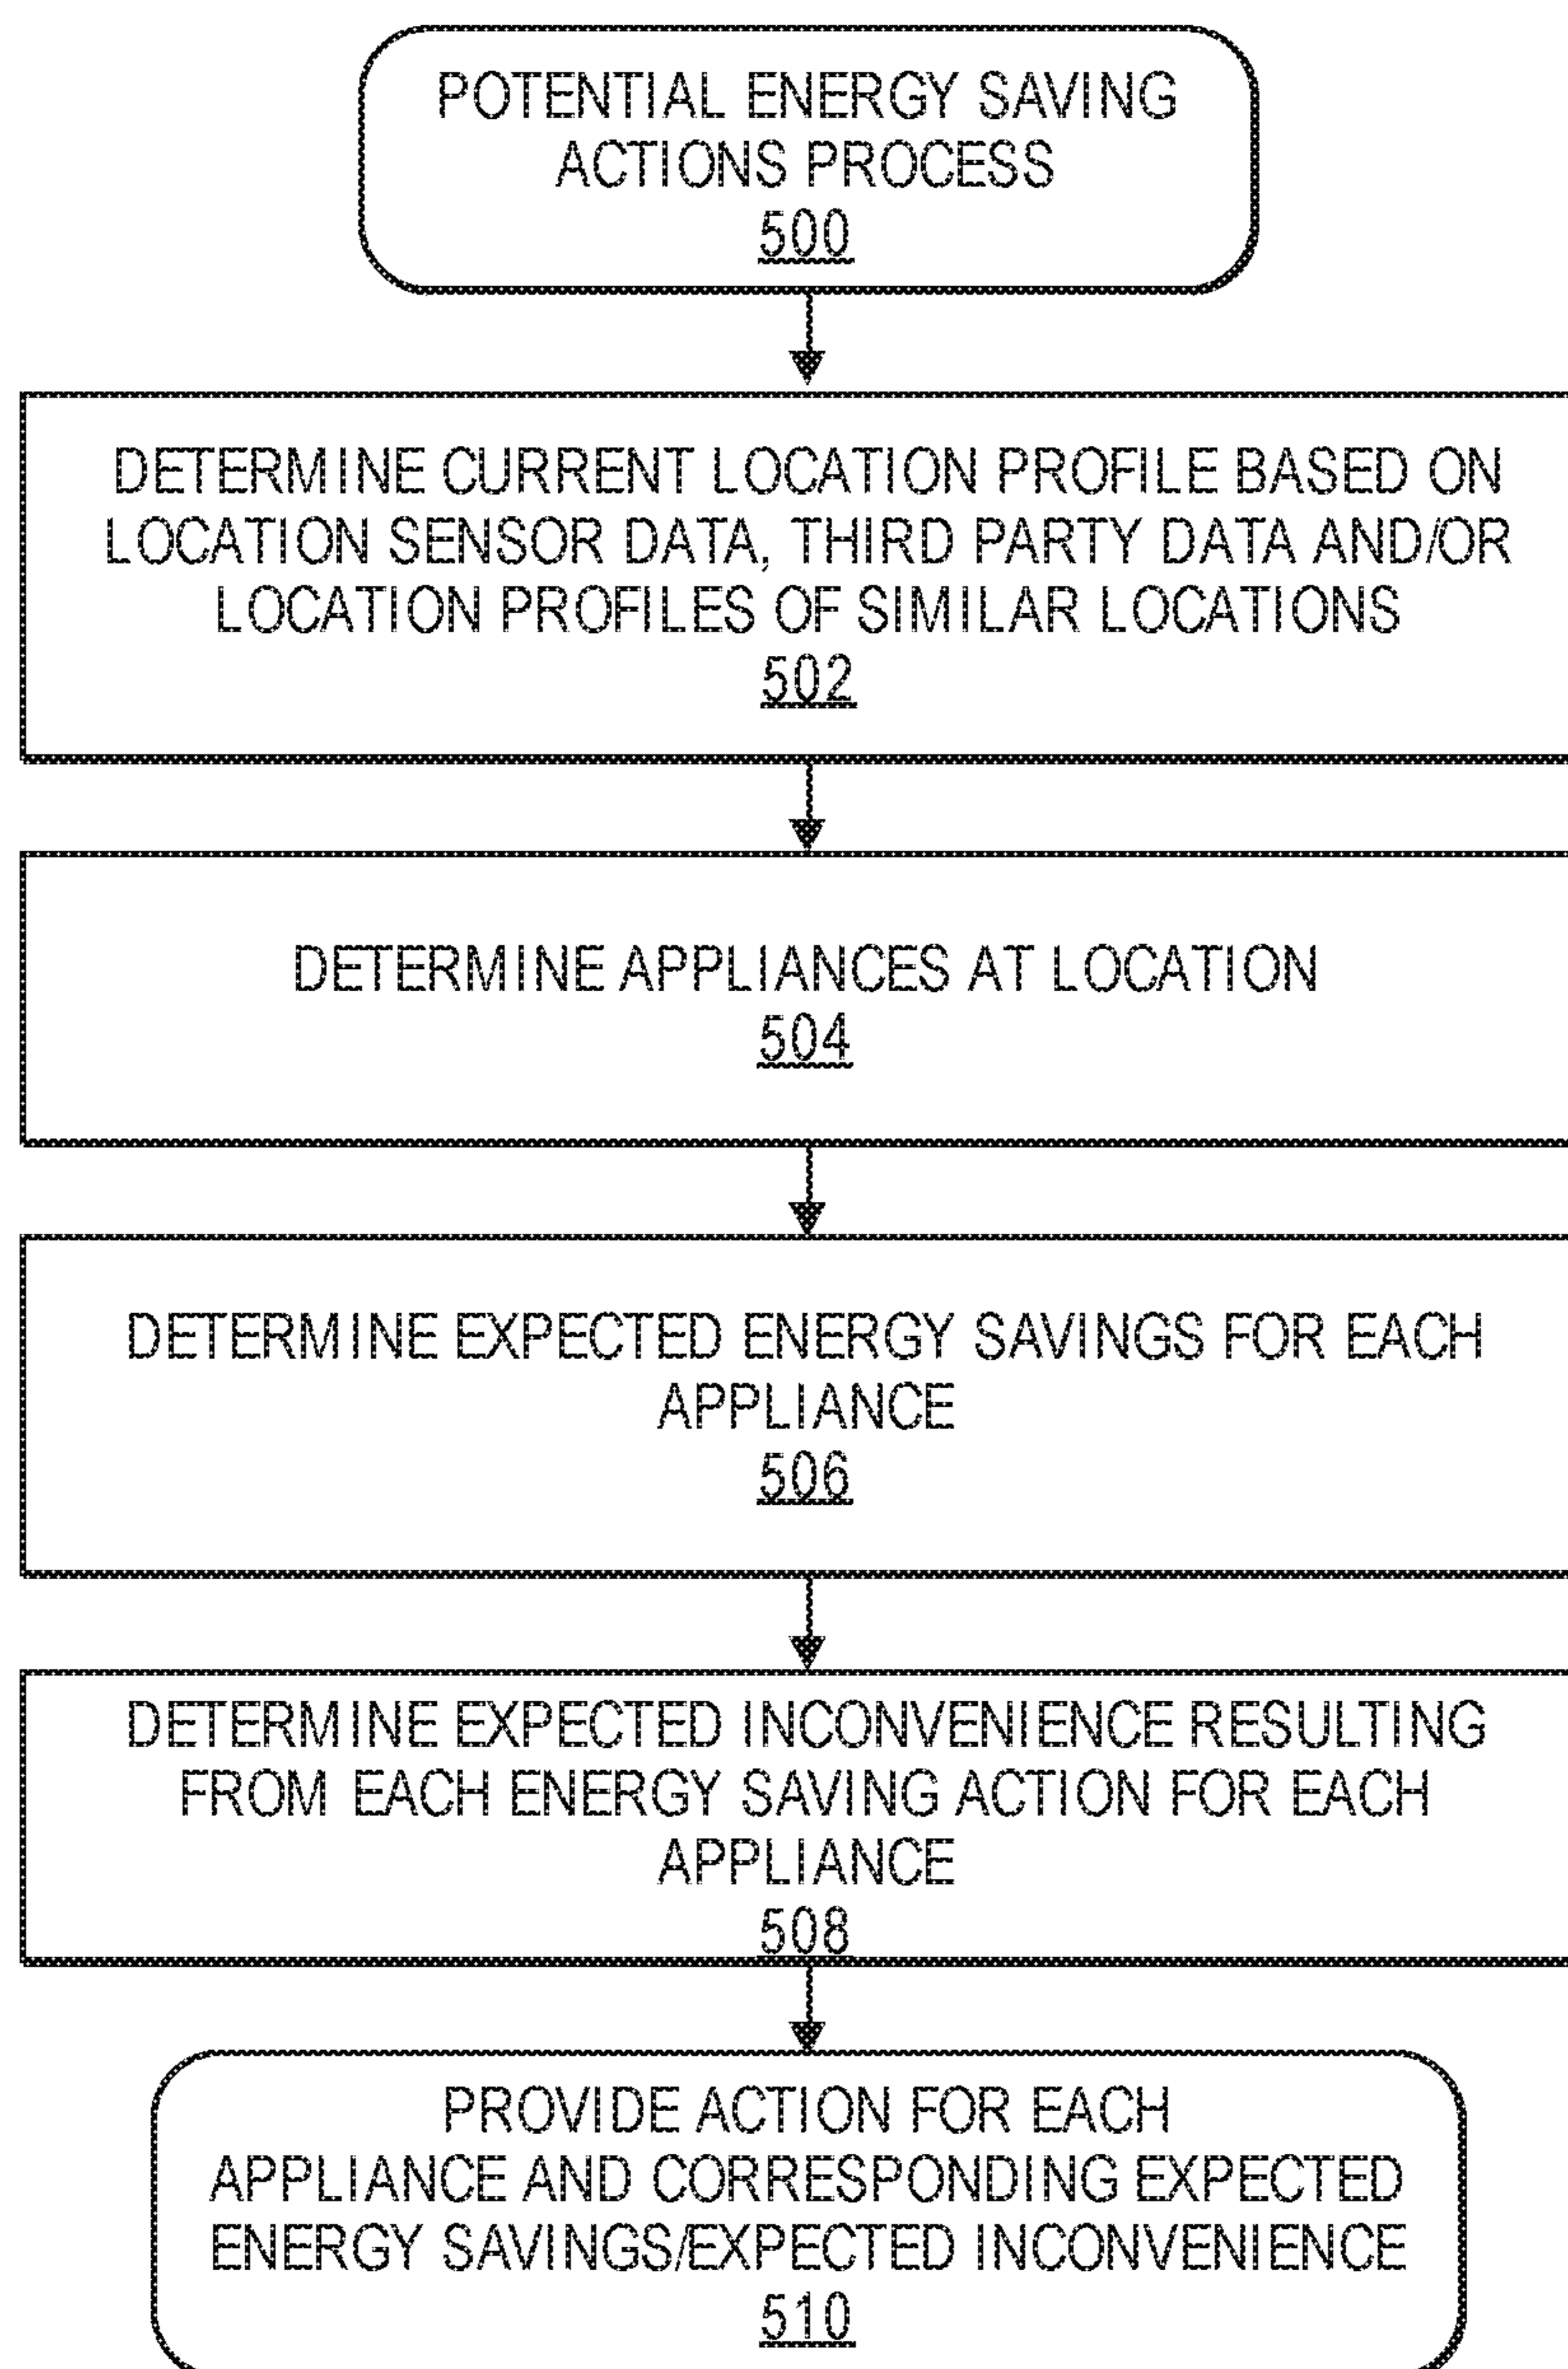 POTENTIAL ENERGY SAVING
ACTIONS PROCESS
500
DETERMINE CURRENT LOCATION PROFILE BASED ON
LOCATION SENSOR DATA, THIRD PARTY DATA AND/OR
LOCATION PROFILES OF SIMILAR LOCATIONS
502
DETERMINE APPLIANCES AT LOCATION
504
DETERMINE EXPECTED ENERGY SAVINGS FOR EACH
APPLIANCE
506
DETERMINE EXPECTED INCONVENIENCE RESULTING
FROM EACH ENERGY SAVING ACTION FOR EACH
APPLIANCE
508
PROVIDE ACTION FOR EACH
APPLIANCE AND CORRESPONDING EXPECTED
ENERGY SAVINGS/EXPECTED INCONVENIENCE
510